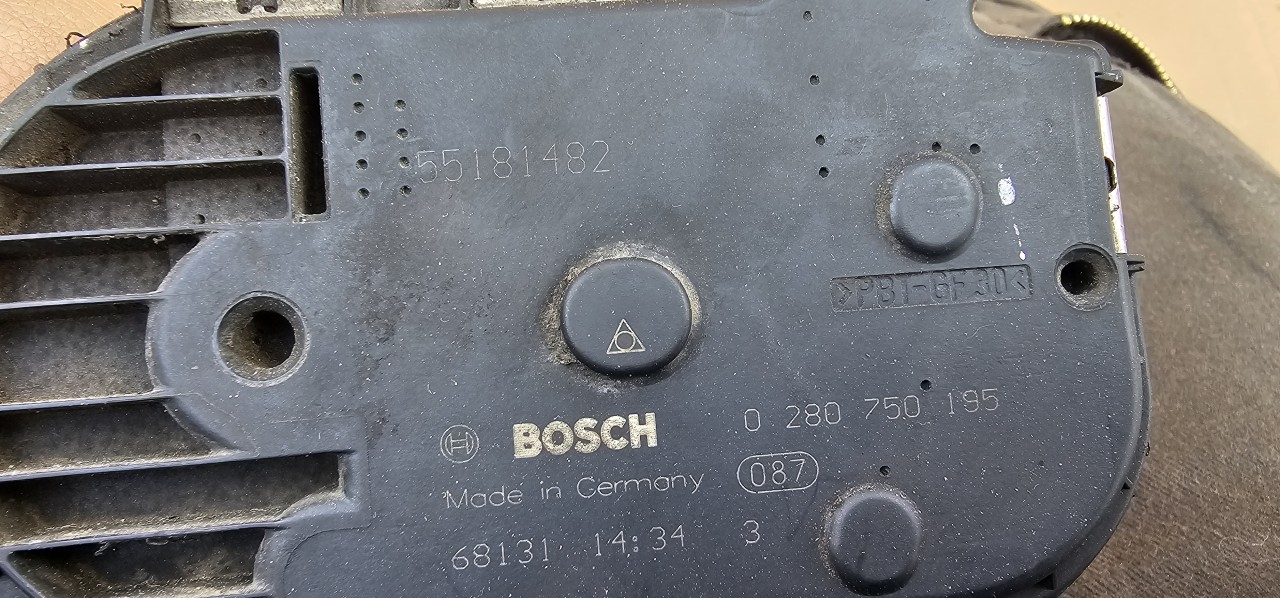 55181482
>PBT-GF30<
BOSCH 0 280 750 195
Made in Germany 087
68131 14:34 3